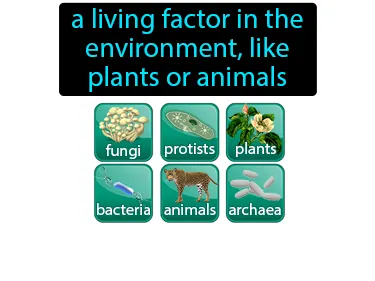 a living factor in the
environment, like
plants or animals
fungi protists plants
bacteria animals archaea